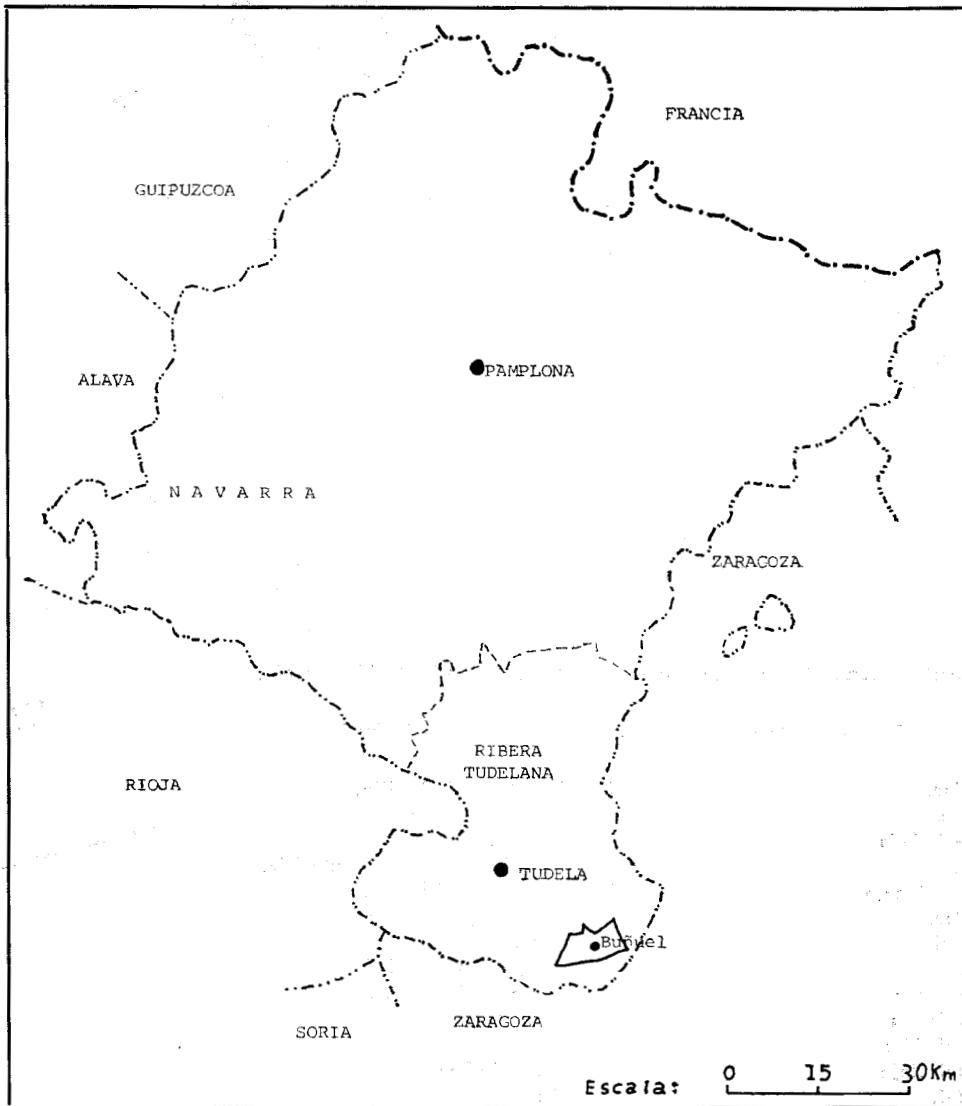 FRANCIA
GUIPUZCOA
PAMPLONA
ALAVA
N A V A R R A
ZARAGOZA
RIBERA
TUDELANA
RIOJA
TUDELA
Buñuel
ZARAGOZA
SORIA
Escala: 0 15 30Km